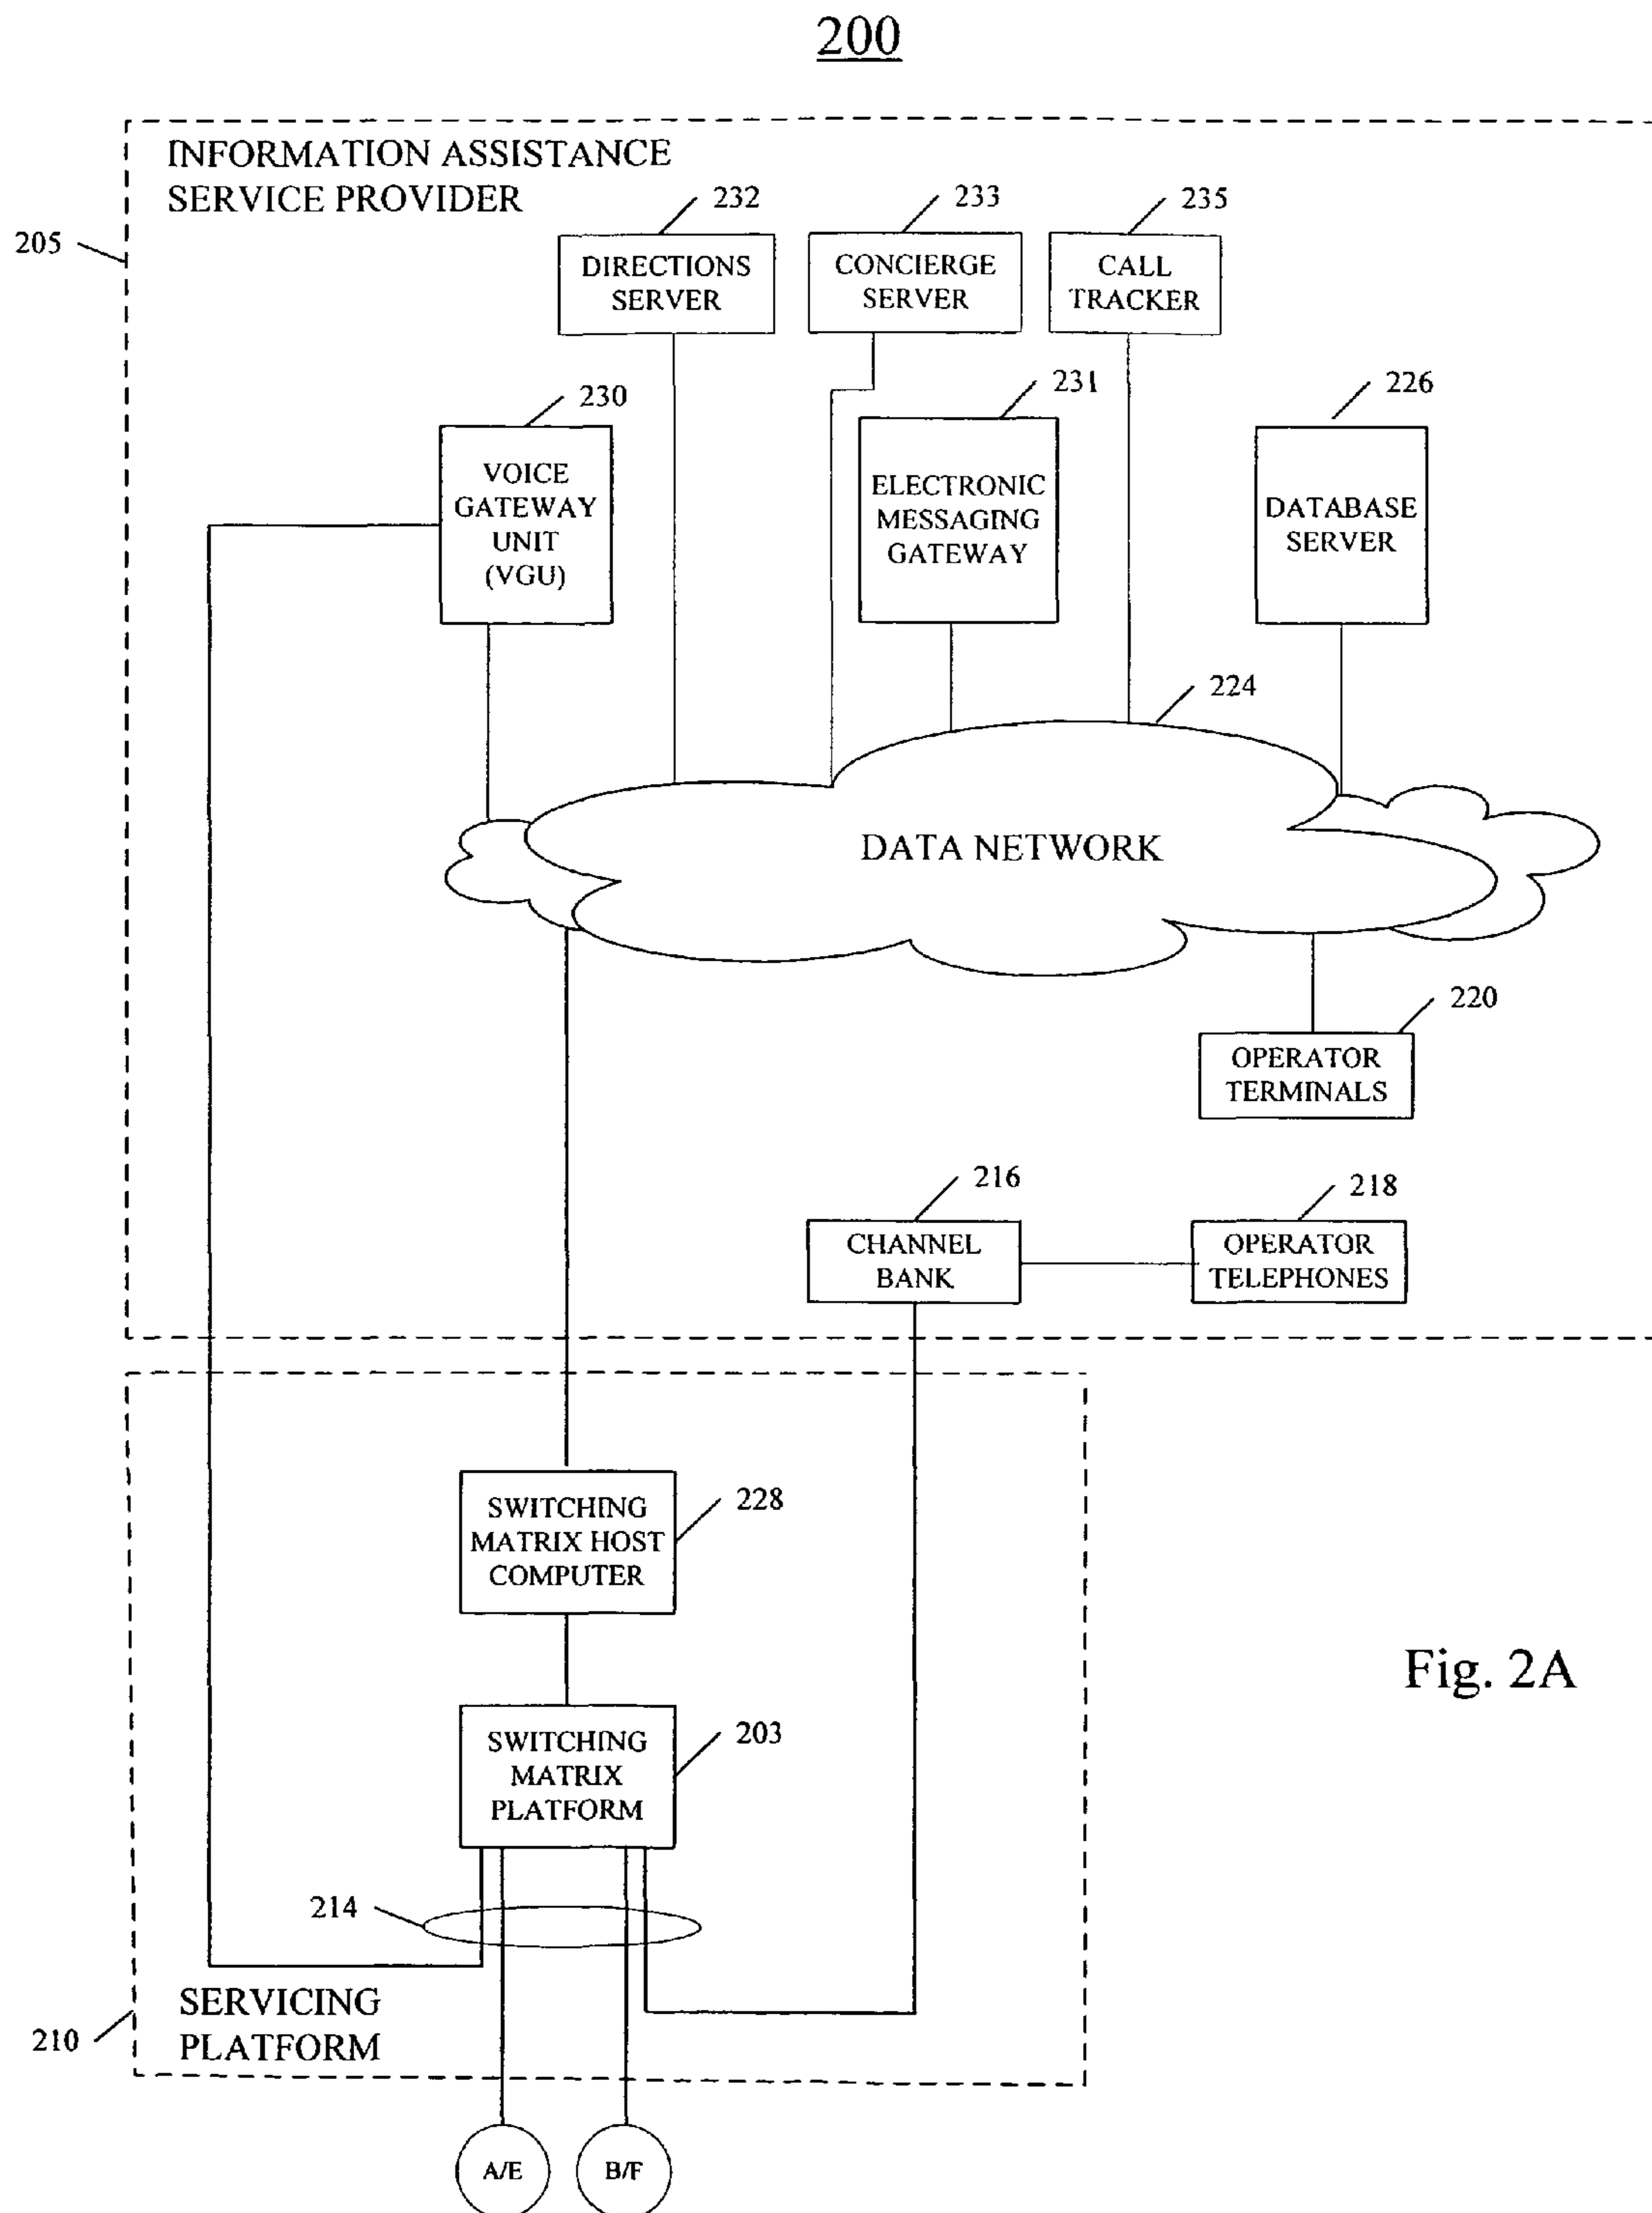 200
INFORMATION ASSISTANCE
SERVICE PROVIDER
205
232
233
235
DIRECTIONS
SERVER
CONCIERGE
SERVER
CALL
TRACKER
230
231
226
VOICE
GATEWAY
UNIT
(VGU)
ELECTRONIC
MESSAGING
GATEWAY
DATABASE
SERVER
224
DATA NETWORK
220
OPERATOR
TERMINALS
216
218
CHANNEL
BANK
OPERATOR
TELEPHONES
SWITCHING
MATRIX HOST
COMPUTER
228
Fig. 2A
SWITCHING
MATRIX
PLATFORM
203
214
SERVICING
PLATFORM
210
A/E
B/F